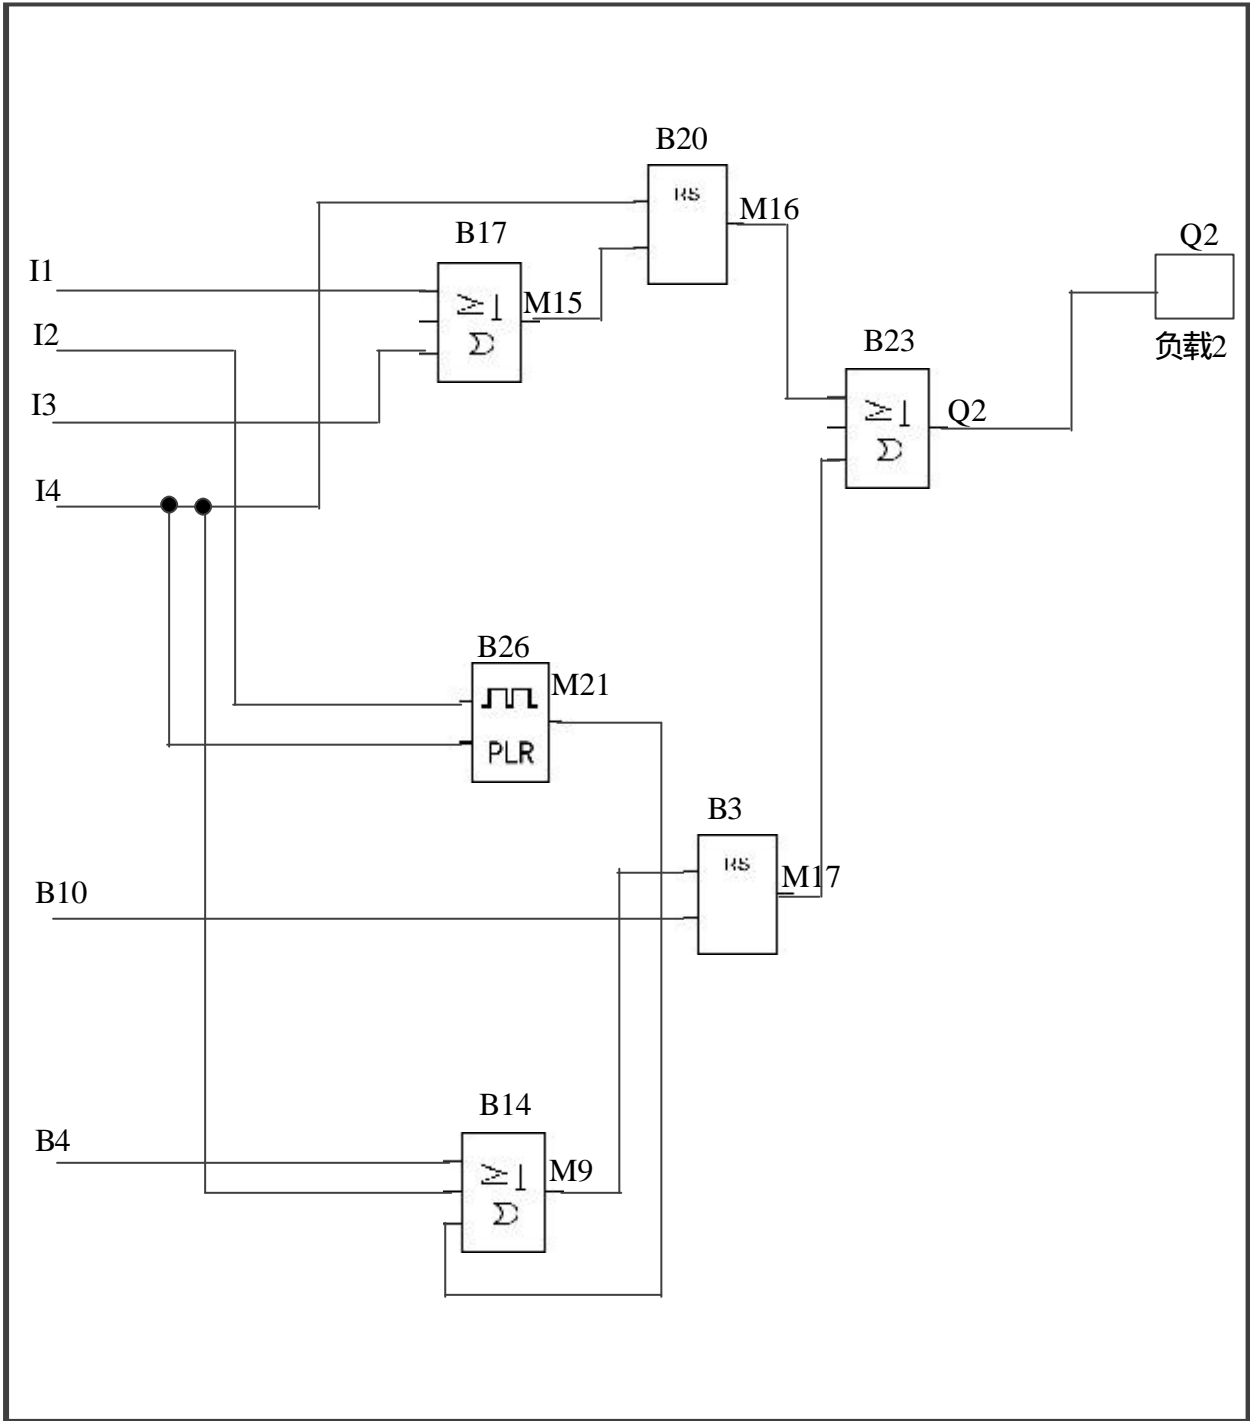 B20
RS
M16
B17
Q2
I1
≥1
M15
I2
Σ
B23
负载2
I3
≥1
Q2
Σ
I4
B26
M21
PLR
B3
RS
M17
B10
B14
B4
≥1
M9
Σ